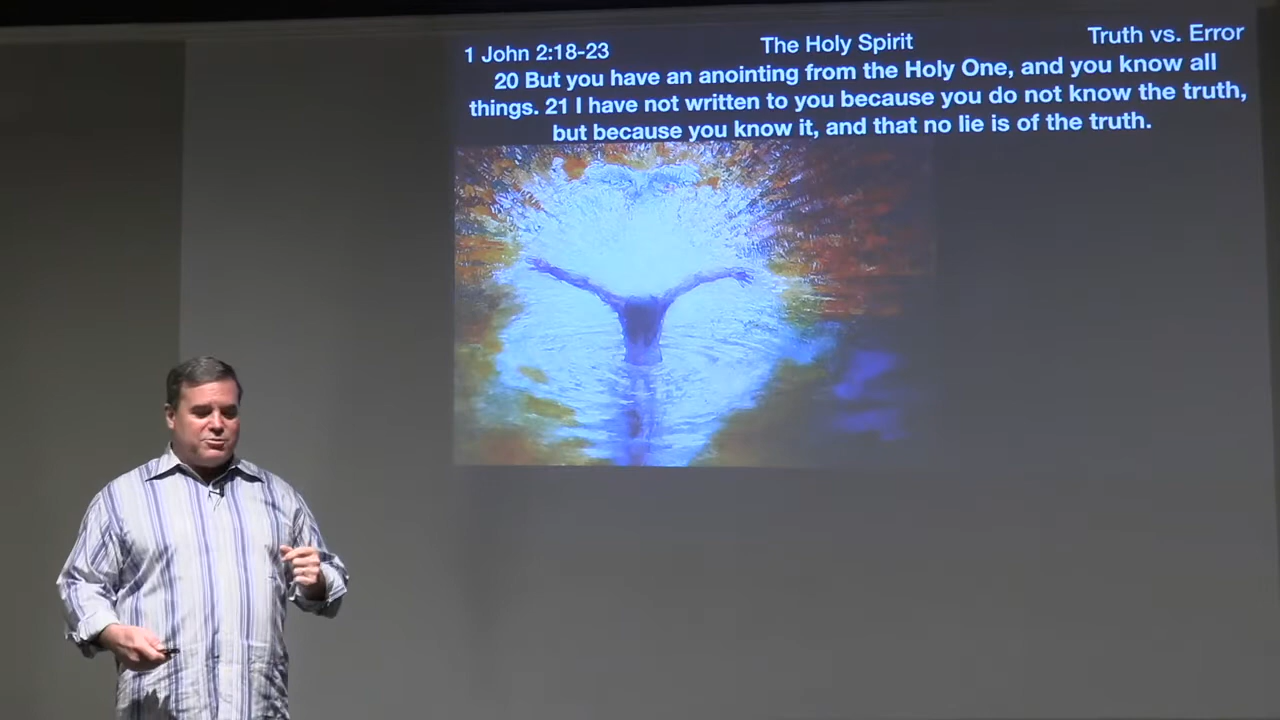 1 John 2:18-23 The Holy Spirit Truth vs. Error
20 But you have an anointing from the Holy One, and you know all
things. 21 I have not written to you because you do not know the truth,
but because you know it, and that no lie is of the truth.